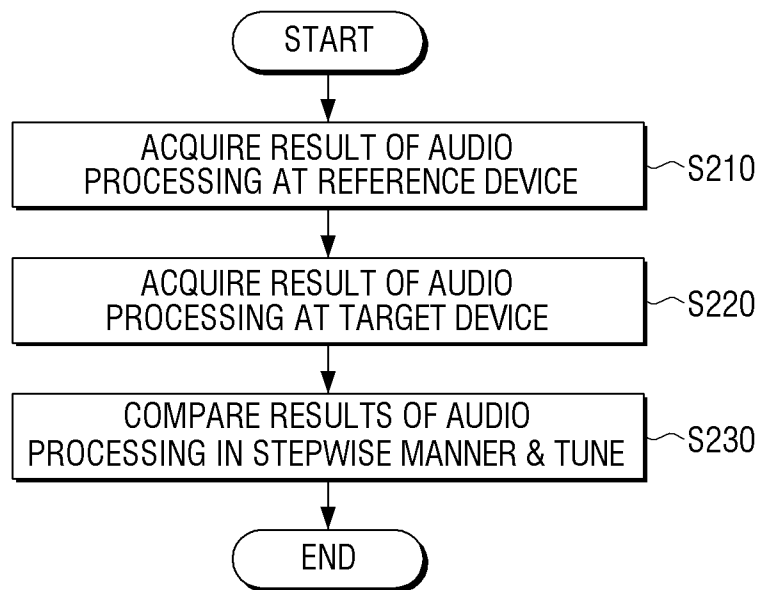 START
ACQUIRE RESULT OF AUDIO
PROCESSING AT REFERENCE DEVICE
S210
ACQUIRE RESULT OF AUDIO
PROCESSING AT TARGET DEVICE
S220
COMPARE RESULTS OF AUDIO
PROCESSING IN STEPWISE MANNER & TUNE
S230
END